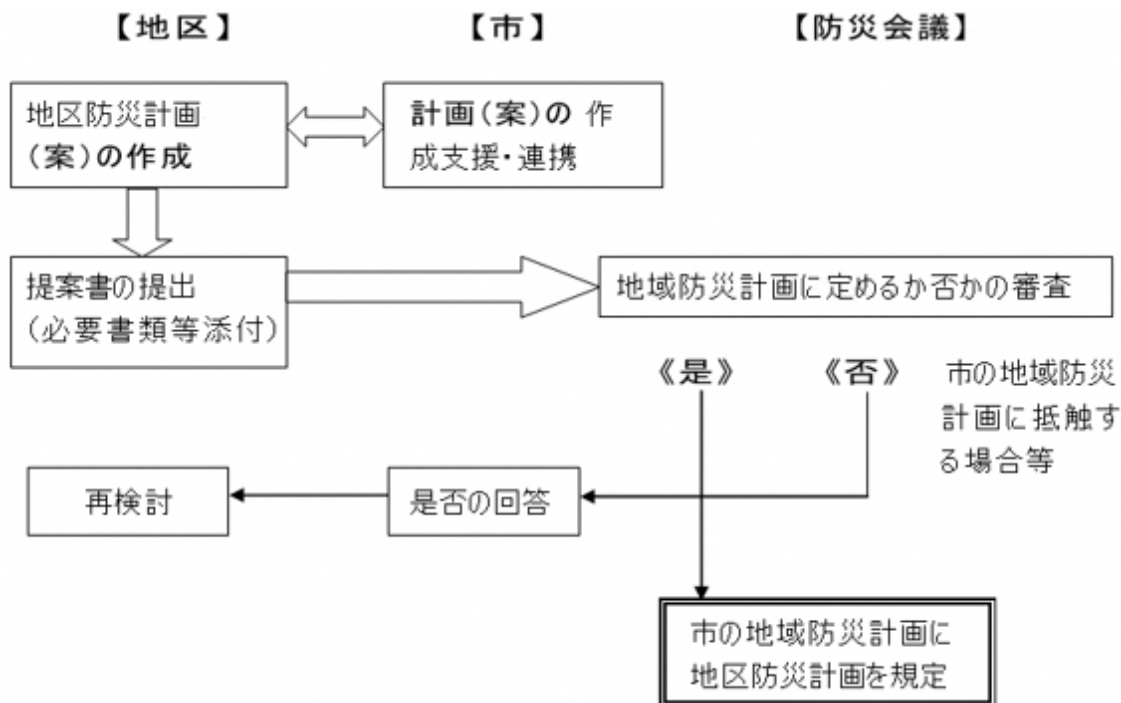 【地区】
【市】
【防災会議】
地区防災計画
(案)の作成
計画(案)の 作
成支援・連携
提案書の提出
(必要書類等添付)
地域防災計画に定めるか否かの審査
《是》
《否》
市の地域防災
計画に抵触す
る場合等
再検討
是否の回答
市の地域防災計画に
地区防災計画を規定